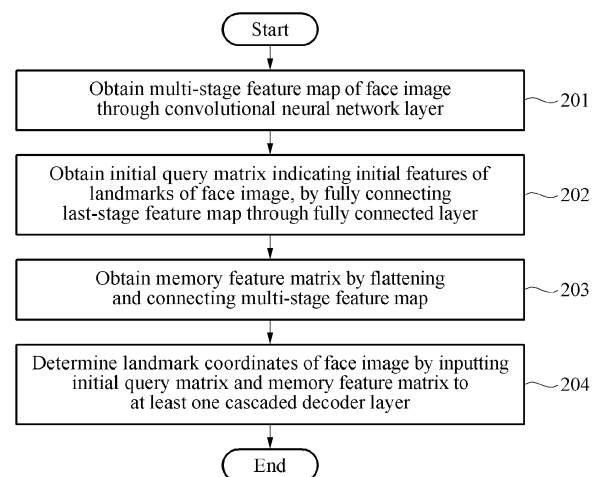 Start
Obtain multi-stage feature map of face image
through convolutional neural network layer
201
Obtain initial query matrix indicating initial features of
landmarks of face image, by fully connecting
last-stage feature map through fully connected layer
202
Obtain memory feature matrix by flattening
and connecting multi-stage feature map
203
Determine landmark coordinates of face image by inputting
initial query matrix and memory feature matrix to
at least one cascaded decoder layer
204
End